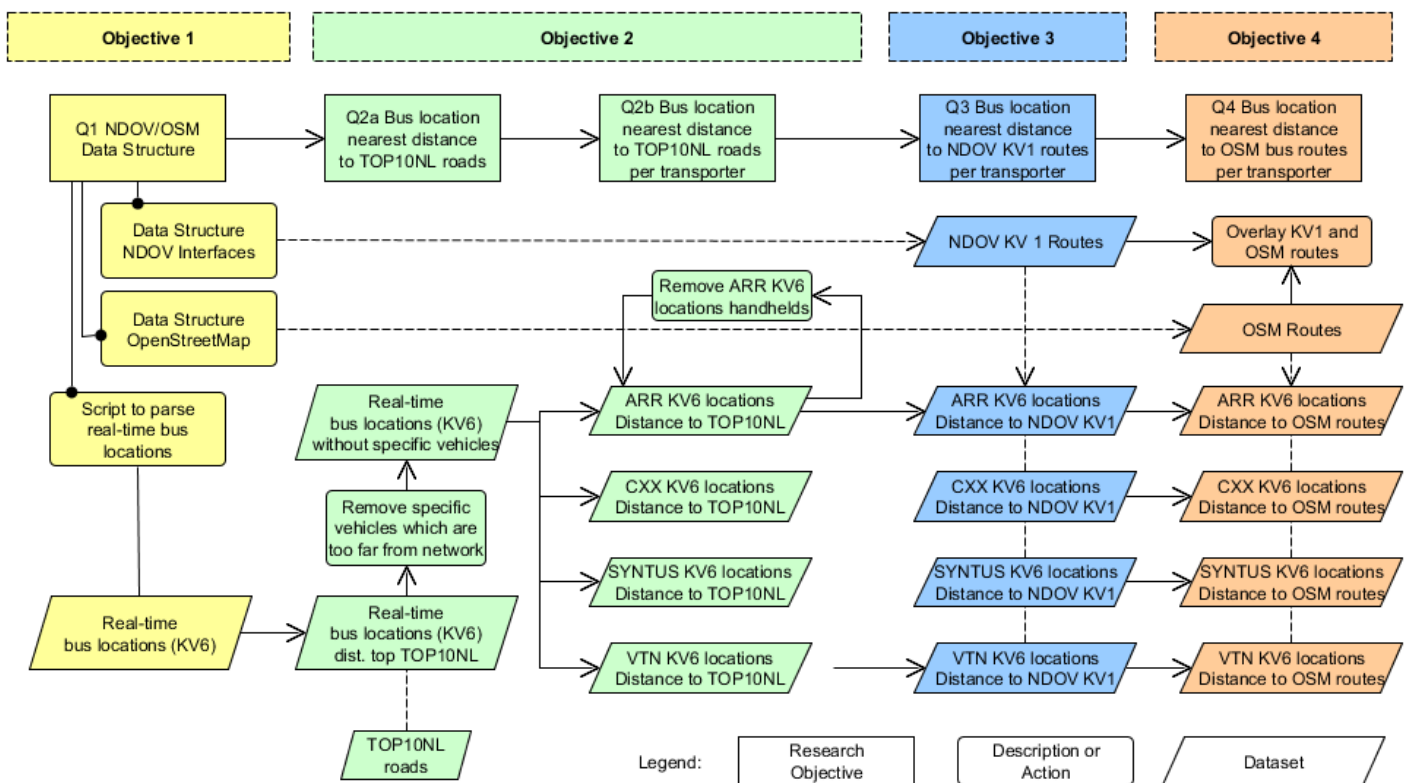 Objective 1
Objective 2
Objective 3
Objective 4
Q1 NDOV/OSM
Data Structure
Q2a Bus location
nearest distance
to TOP10NL roads
Q2b Bus location
nearest distance
to TOP10NL roads
per transporter
Q3 Bus location
nearest distance
to NDOV KV1 routes
per transporter
Q4 Bus location
nearest distance
to OSM bus routes
per transporter
Data Structure
NDOV Interfaces
NDOV KV 1 Routes
Overlay KV1 and
OSM routes
Remove ARR KV6
locations handhelds
Data Structure
OpenStreetMap
OSM Routes
Script to parse
real-time bus
locations
Real-time
bus locations (KV6)
without specific vehicles
ARR KV6 locations
Distance to TOP10NL
ARR KV6 locations
Distance to NDOV KV1
ARR KV6 locations
Distance to OSM routes
Remove specific
vehicles which are
too far from network
CXX KV6 locations
Distance to TOP10NL
CXX KV6 locations
Distance to NDOV KV1
CXX KV6 locations
Distance to OSM routes
SYNTUS KV6 locations
Distance to TOP10NL
SYNTUS KV6 locations
Distance to NDOV KV1
SYNTUS KV6 locations
Distance to OSM routes
Real-time
bus locations (KV6)
Real-time
bus locations (KV6)
dist. top TOP10NL
VTN KV6 locations
Distance to TOP10NL
VTN KV6 locations
Distance to NDOV KV1
VTN KV6 locations
Distance to OSM routes
TOP10NL
roads
Legend:
Research
Objective
Description or
Action
Dataset